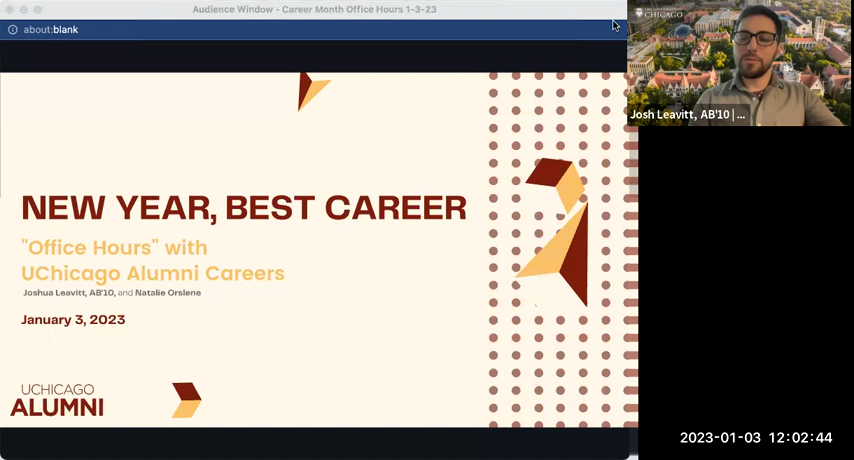 Audience Window - Career Month Office Hours 1-3-23
about:blank
CHICAGO
Josh Leavitt, AB'10 | ...
NEW YEAR, BEST CAREER
"Office Hours" with
UChicago Alumni Careers
Joshua Leavitt, AB'10, and Natalie Orslene
January 3, 2023
UCHICAGO
ALUMNI
2023-01-03 12:02:44